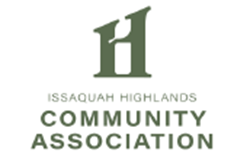 ISSAQUAH HIGHLANDS
COMMUNITY
ASSOCIATION